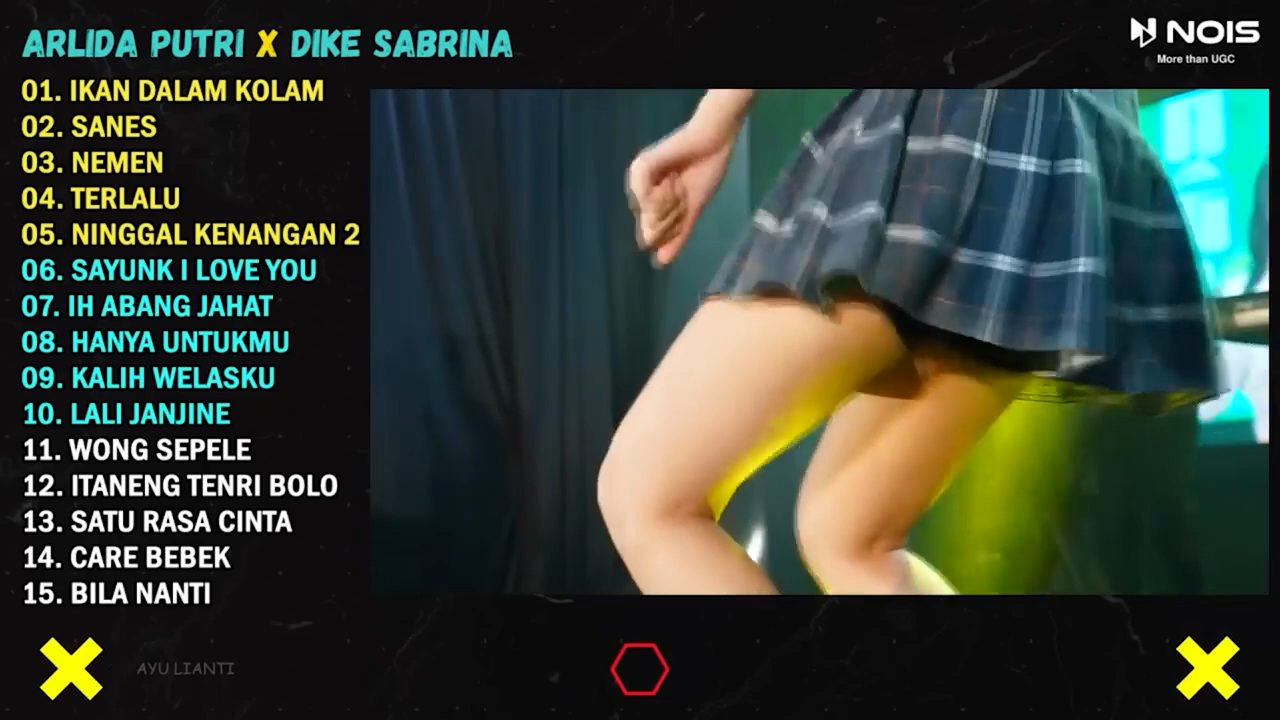 ARLIDA PUTRI X DIKE SABRINA
NOIS
More than UGC
01. IKAN DALAM KOLAM
02. SANES
03. NEMEN
04. TERLALU
05. NINGGAL KENANGAN 2
06. SAYUNK I LOVE YOU
07. IH ABANG JAHAT
08. HANYA UNTUKMU
09. KALIH WELASKU
10. LALI JANJINE
11. WONG SEPELE
12. ITANENG TENRI BOLO
13. SATU RASA CINTA
14. CARE BEBEK
15. BILA NANTI
AYU LIANTI